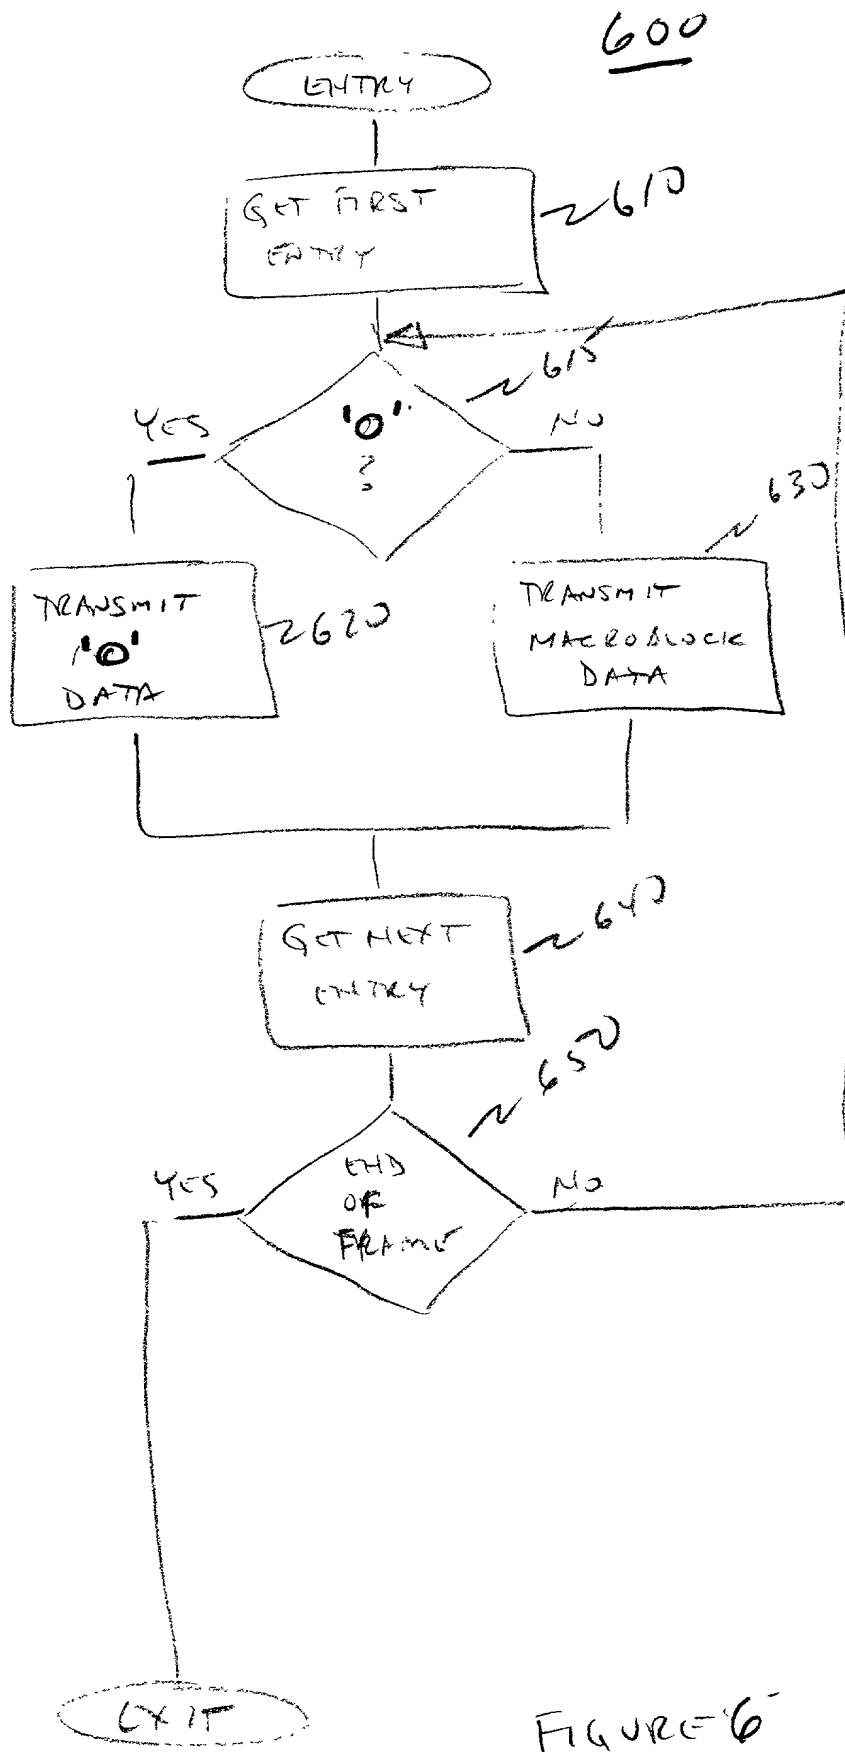 600
ENTRY
GET FIRST
ENTRY
610
615
YES
'0'
?
NO
630
TRANSMIT
'0'
DATA
620
TRANSMIT
MACROBLOCK
DATA
GET NEXT
ENTRY
640
650
YES
END
OF
FRAME
NO
EXIT
FIGURE 6